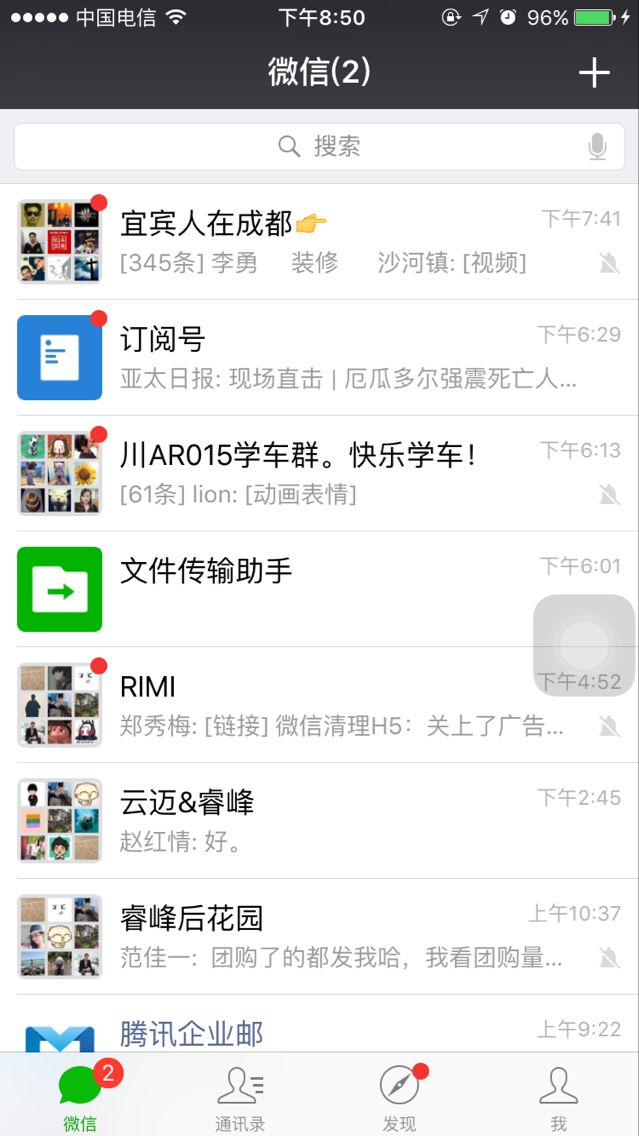 中国电信 下午8:50 96%
微信(2)
搜索
宜宾人在成都👉 下午7:41
[345条] 李勇 装修 沙河镇: [视频]
订阅号 下午6:29
亚太日报: 现场直击 | 厄瓜多尔强震死亡人...
川AR015学车群。快乐学车！ 下午6:13
[61条] lion: [动画表情]
文件传输助手 下午6:01
RIMI 下午4:52
郑秀梅: [链接] 微信清理H5：关上了广告...
云迈&睿峰 下午2:45
赵红情: 好。
睿峰后花园 上午10:37
范佳一：团购了的都发我哈，我看团购量...
腾讯企业邮 上午9:22
2
微信 通讯录 发现 我